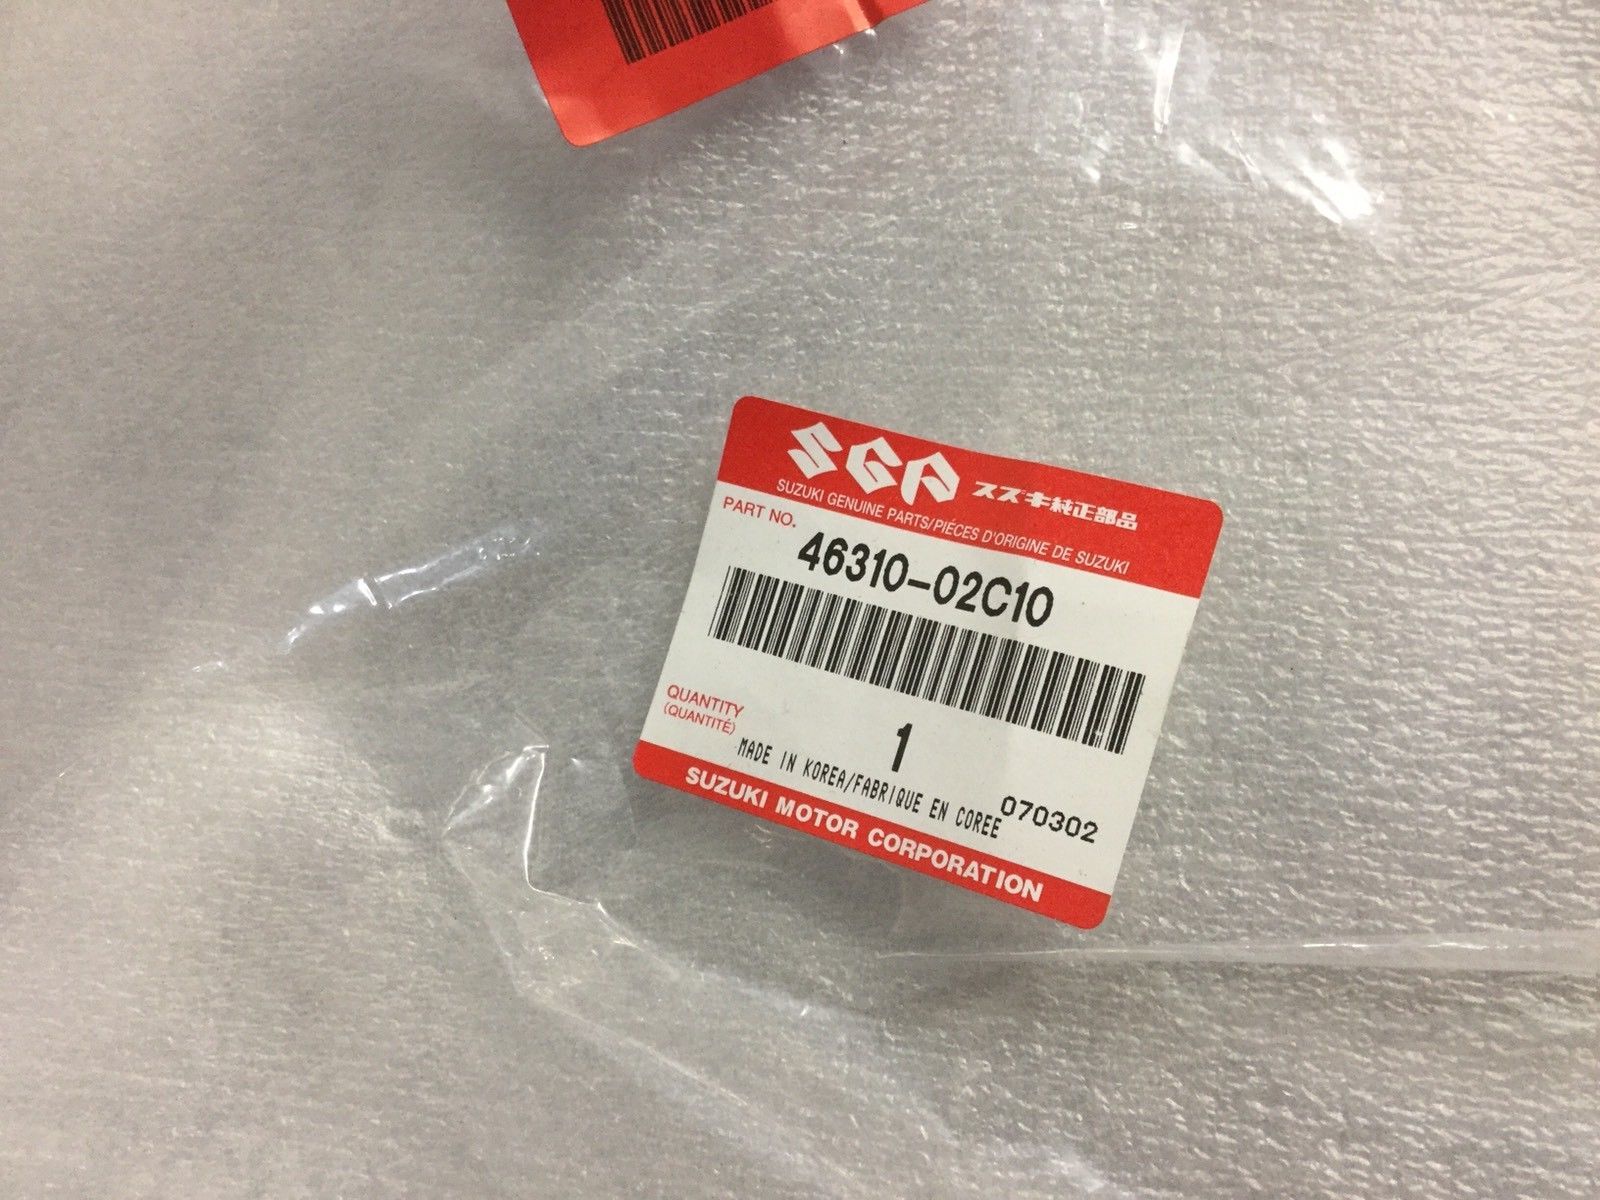 SGP スズキ純正部品
SUZUKI GENUINE PARTS/PIÉCES D'ORIGINE DE SUZUKI
PART NO.
46310-02C10
QUANTITY
(QUANTITÉ)
1
MADE IN KOREA/FABRIQUE EN COREE
070302
SUZUKI MOTOR CORPORATION